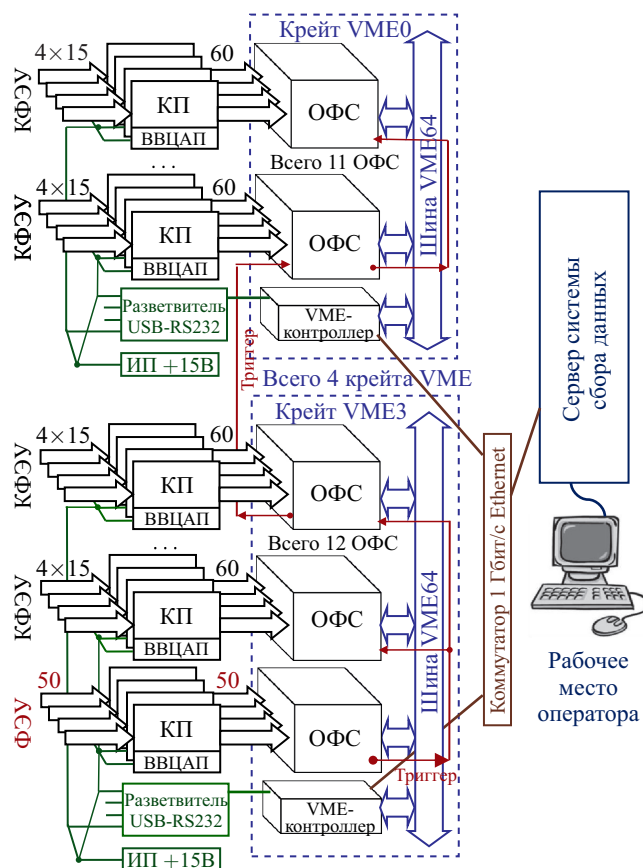 Крейт VME0
4×15
60
КФЭУ
КП
ВВЦАП
ОФС
Шина VME64
...
Всего 11 ОФС
4×15
60
КФЭУ
КП
ВВЦАП
ОФС
Разветвитель
USB-RS232
VME-
контроллер
ИП +15В
Триггер
Всего 4 крейта VME
Крейт VME3
4×15
60
КФЭУ
КП
ВВЦАП
ОФС
Шина VME64
...
Всего 12 ОФС
4×15
60
КФЭУ
КП
ВВЦАП
ОФС
50
50
ФЭУ
КП
ВВЦАП
ОФС
Триггер
Разветвитель
USB-RS232
VME-
контроллер
ИП +15В
Коммутатор 1 Гбит/с Ethernet
Сервер системы
сбора данных
Рабочее
место
оператора